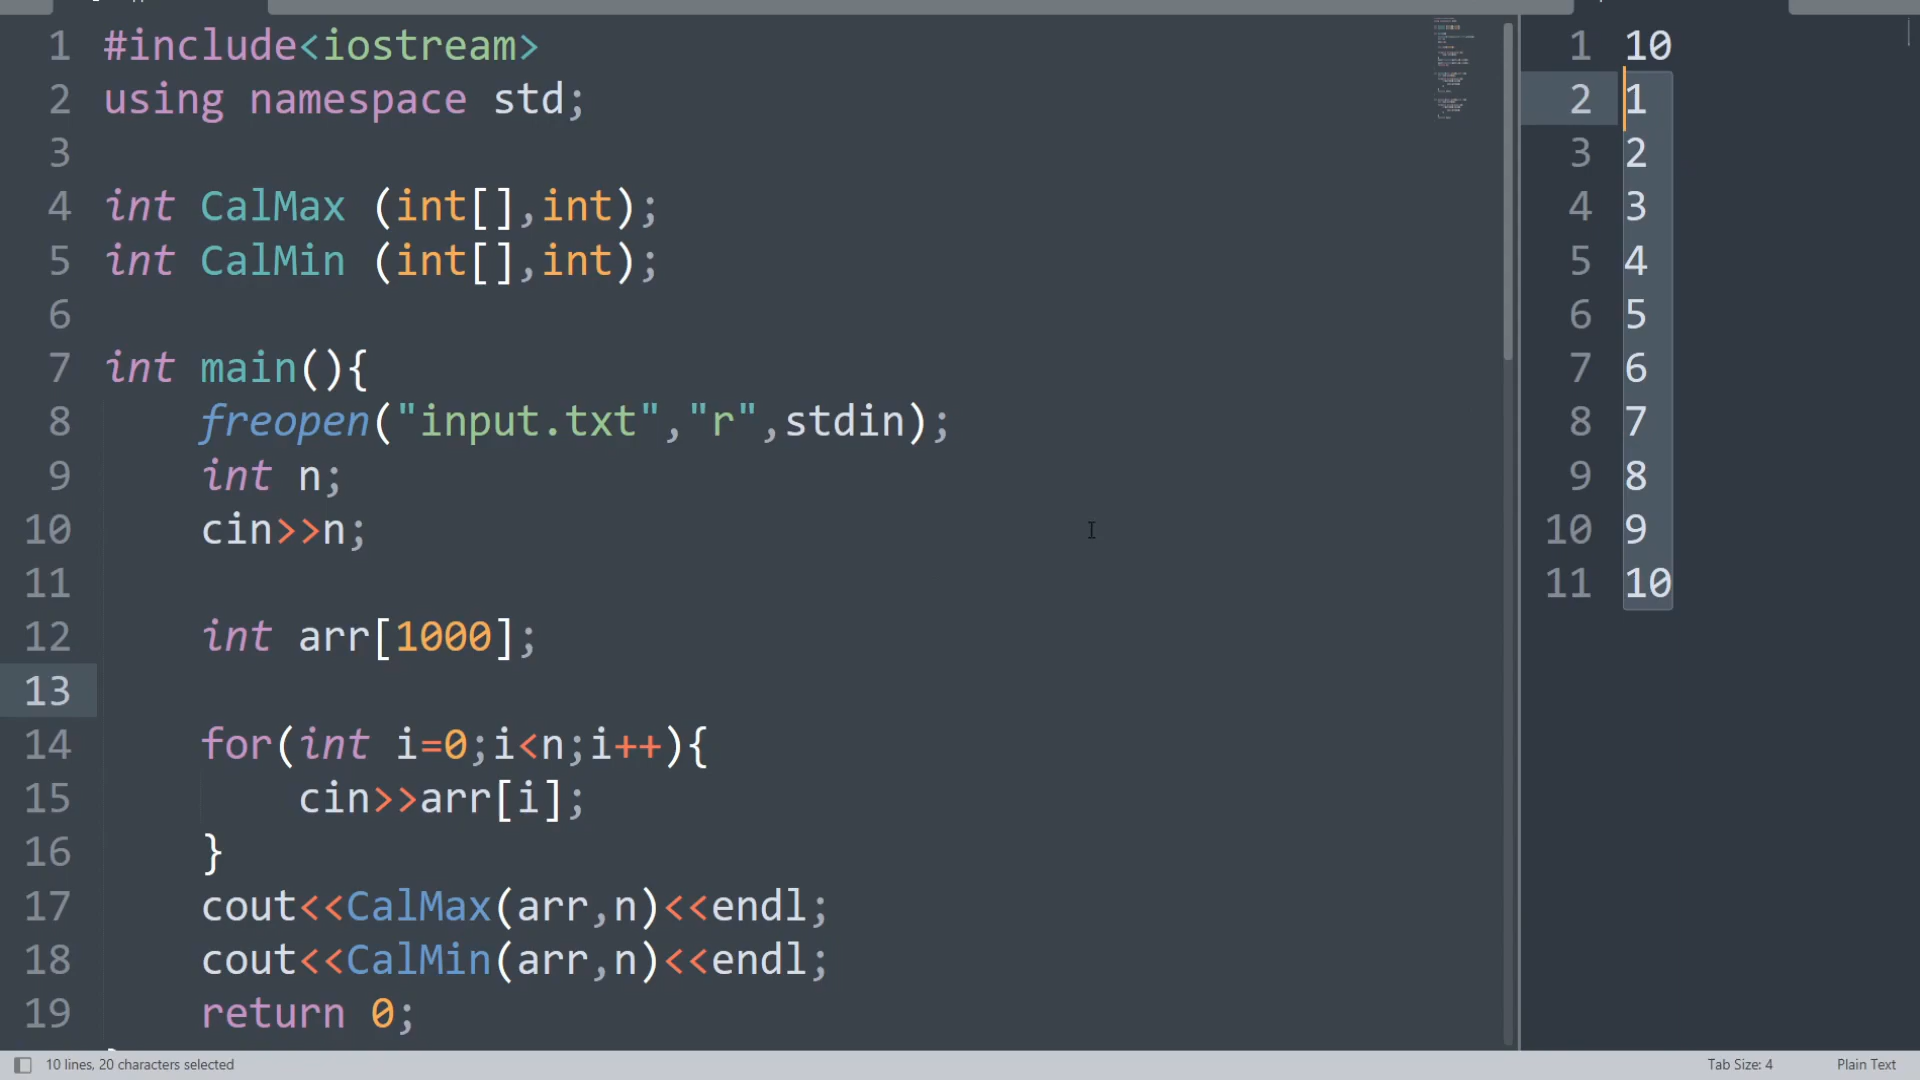 1 #include<iostream>
2 using namespace std;
3
4 int CalMax (int[],int);
5 int CalMin (int[],int);
6
7 int main(){
8 freopen("input.txt","r",stdin);
9 int n;
10 cin>>n;
11
12 int arr[1000];
13
14 for(int i=0;i<n;i++){
15 cin>>arr[i];
16 }
17 cout<<CalMax(arr,n)<<endl;
18 cout<<CalMin(arr,n)<<endl;
19 return 0;
1 10
2 1
3 2
4 3
5 4
6 5
7 6
8 7
9 8
10 9
11 10
10 lines, 20 characters selected
Tab Size: 4
Plain Text